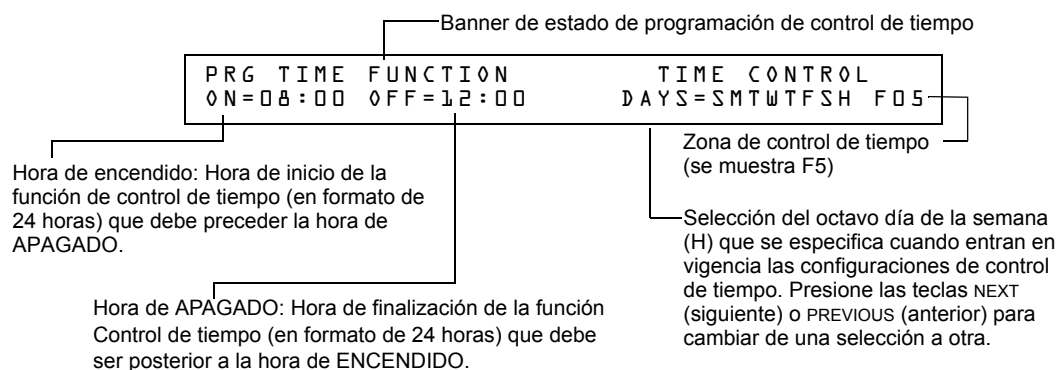 Banner de estado de programación de control de tiempo
PRG TIME FUNCTION TIME CONTROL
ON=08:00 OFF=12:00 DAYS=SMTWTFSH F05
Zona de control de tiempo
(se muestra F5)
Hora de encendido: Hora de inicio de la
función de control de tiempo (en formato de
24 horas) que debe preceder la hora de
APAGADO.
Selección del octavo día de la semana
(H) que se especifica cuando entran en
vigencia las configuraciones de control
de tiempo. Presione las teclas NEXT
(siguiente) o PREVIOUS (anterior) para
cambiar de una selección a otra.
Hora de APAGADO: Hora de finalización de la función
Control de tiempo (en formato de 24 horas) que debe
ser posterior a la hora de ENCENDIDO.